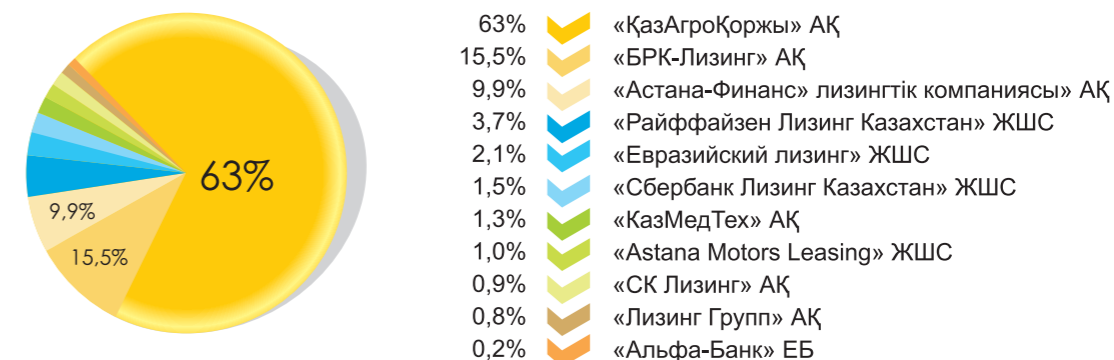 63%
9,9%
15,5%
63% «ҚазАгроҚоржы» АҚ
15,5% «БРК-Лизинг» АҚ
9,9% «Астана-Финанс» лизингтік компаниясы» АҚ
3,7% «Райффайзен Лизинг Казахстан» ЖШС
2,1% «Евразийский лизинг» ЖШС
1,5% «Сбербанк Лизинг Казахстан» ЖШС
1,3% «КазМедТех» АҚ
1,0% «Astana Motors Leasing» ЖШС
0,9% «СК Лизинг» АҚ
0,8% «Лизинг Групп» АҚ
0,2% «Альфа-Банк» ЕБ